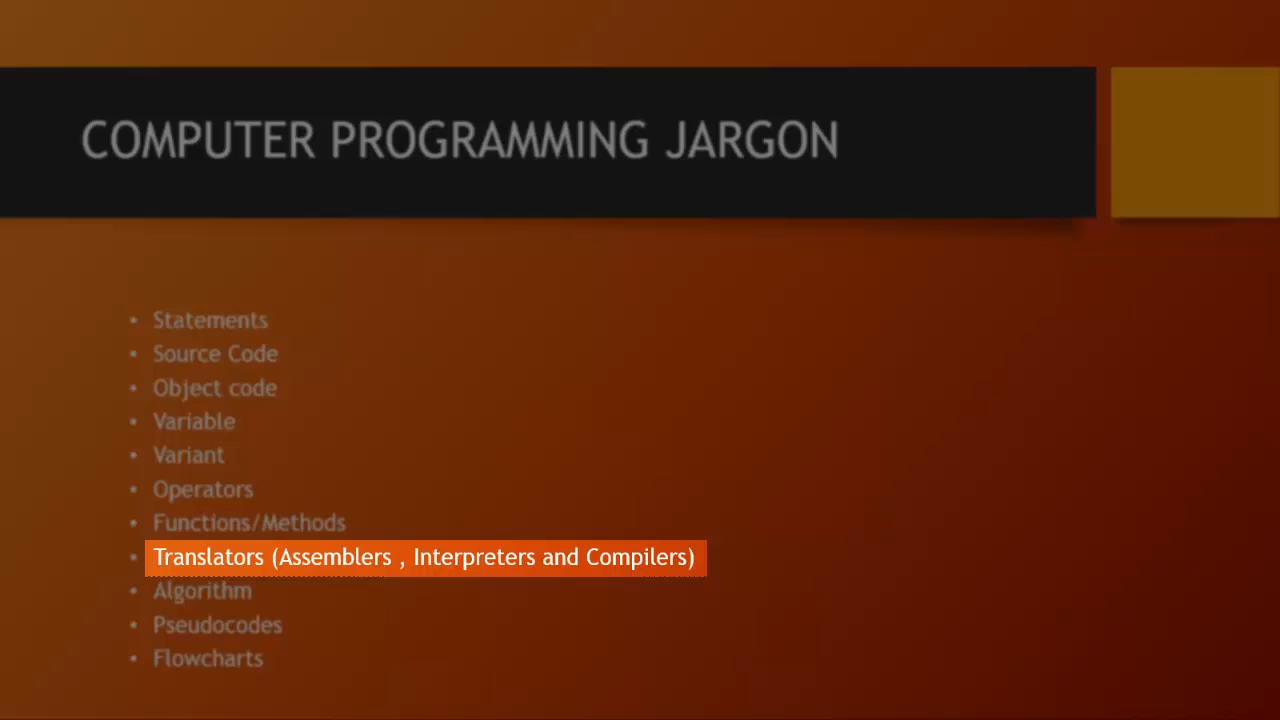 COMPUTER PROGRAMMING JARGON
• Statements
• Source Code
• Object code
• Variable
• Variant
• Operators
• Functions/Methods
• Translators (Assemblers , Interpreters and Compilers)
• Algorithm
• Pseudocodes
• Flowcharts